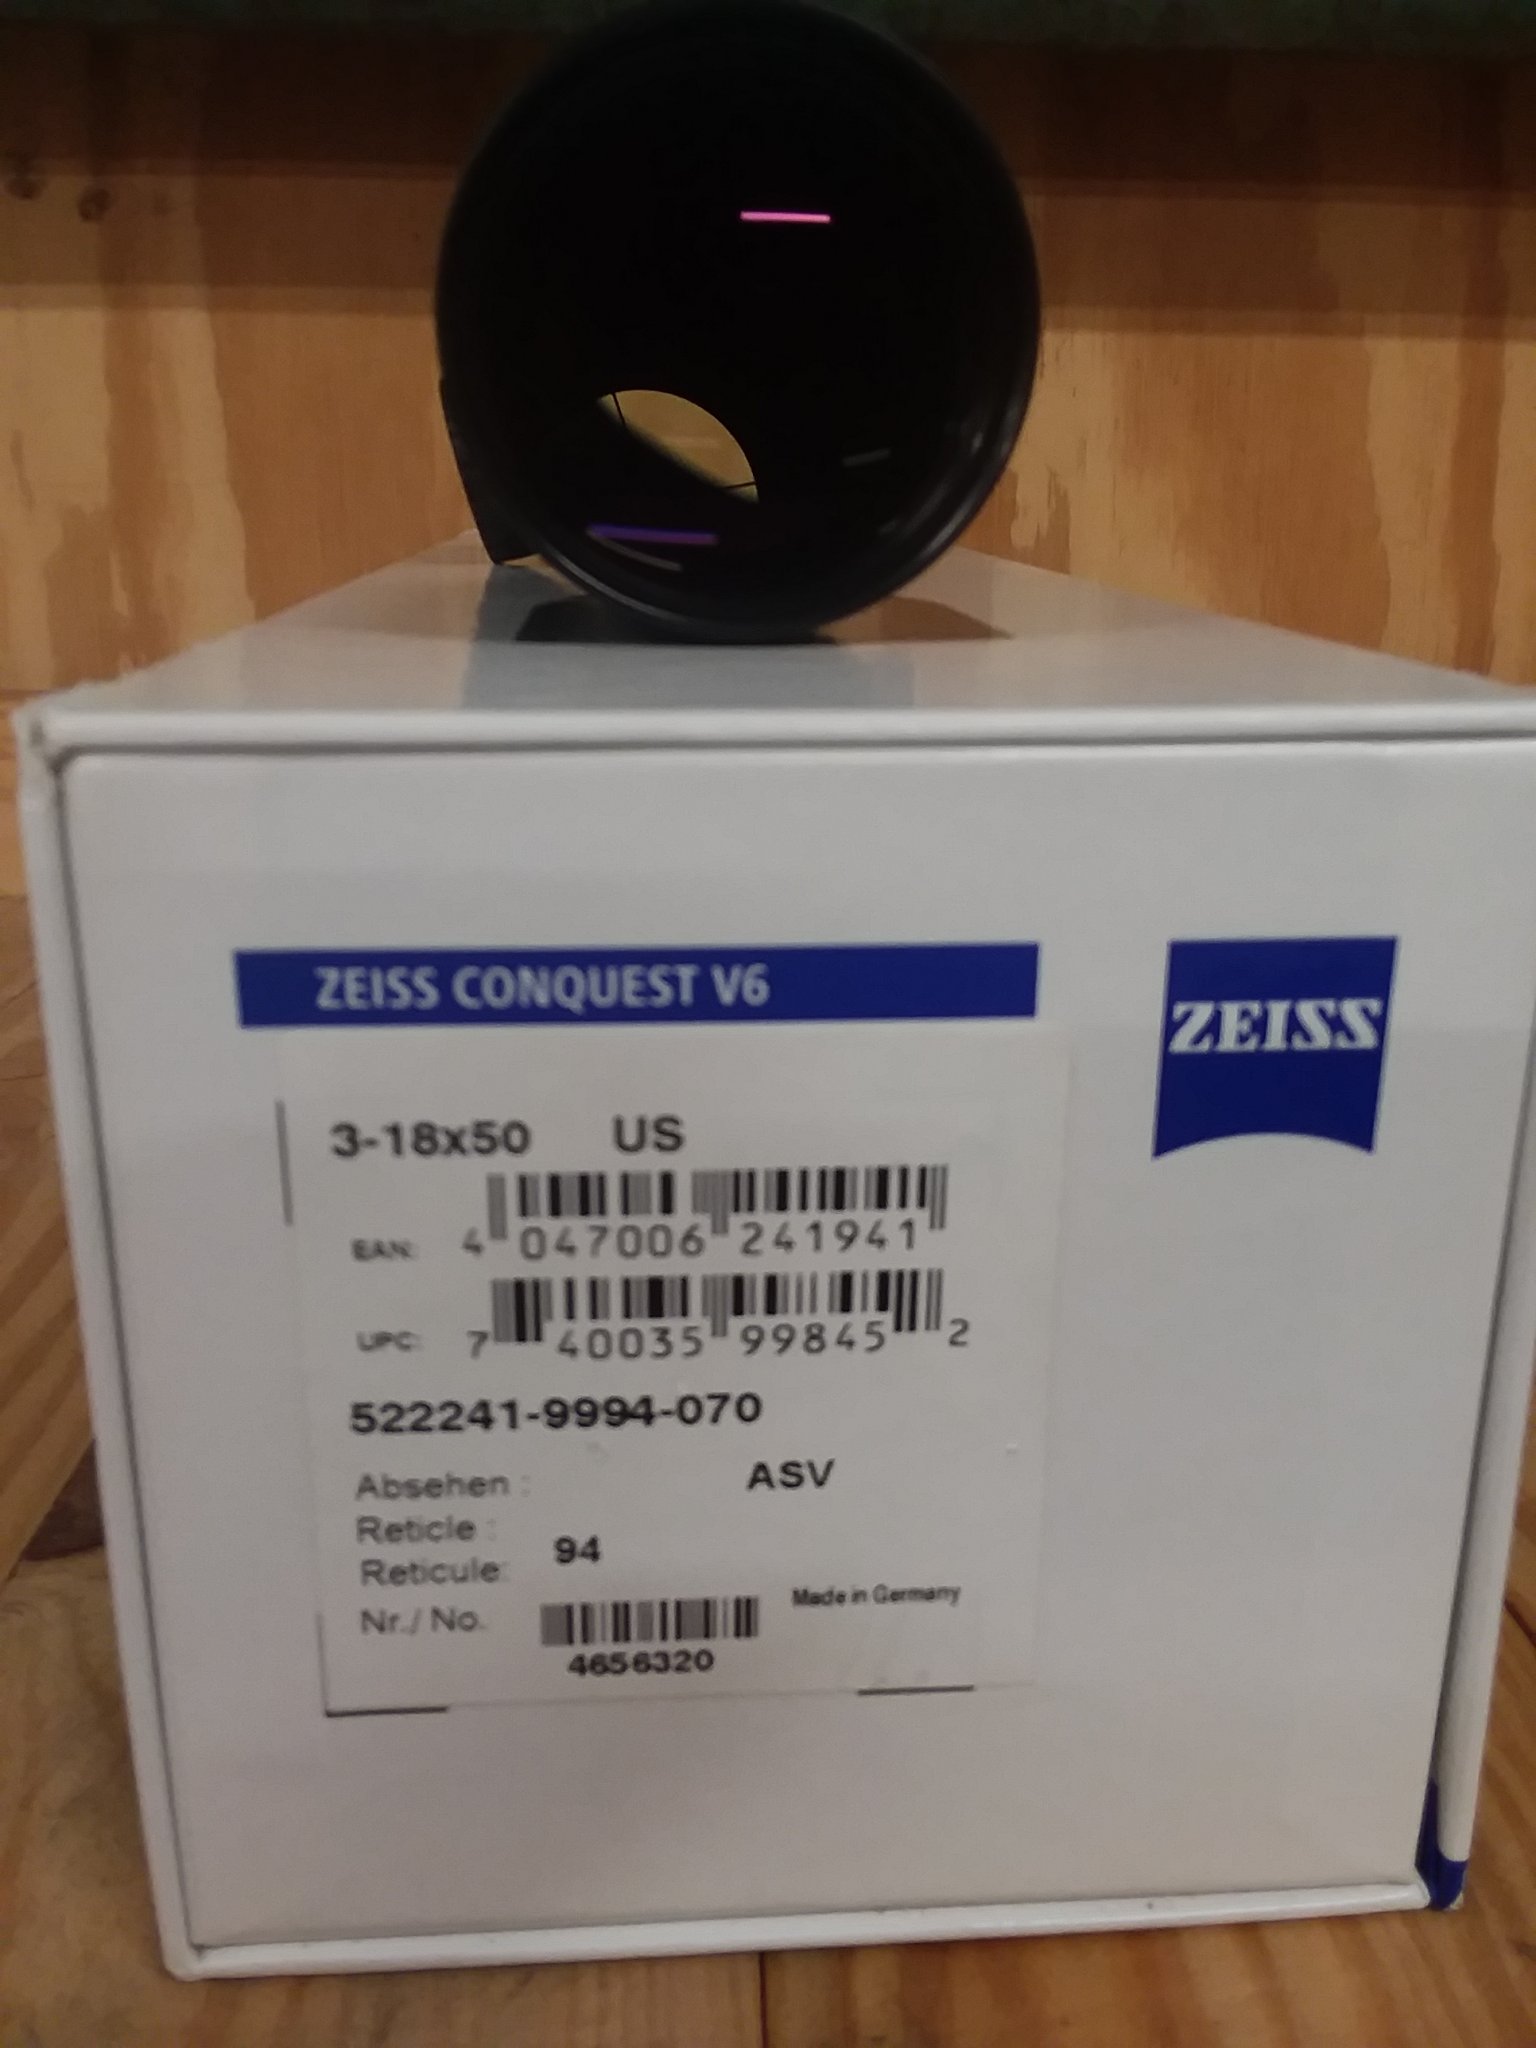 ZEISS CONQUEST V6
ZEISS
3-18x50 US
EAN: 4 047006 241941
UPC: 7 40035 99845 2
522241-9994-070
Absehen : ASV
Reticle :
Reticule: 94
Nr./ No. Made in Germany
4656320